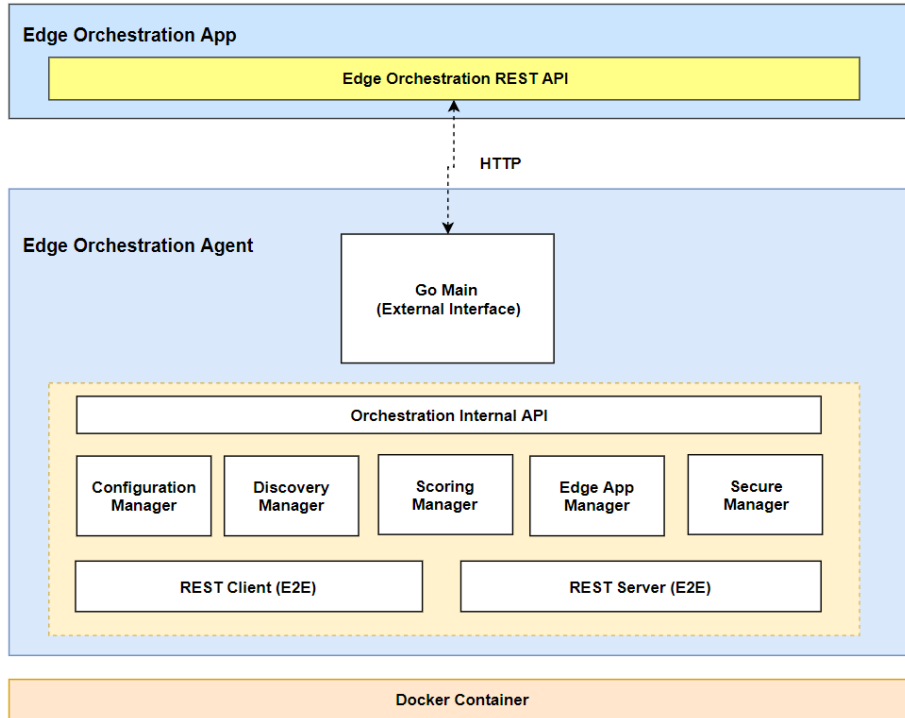 Edge Orchestration App
Edge Orchestration REST API
HTTP
Edge Orchestration Agent
Go Main
(External Interface)
Orchestration Internal API
Configuration
Manager
Discovery
Manager
Scoring
Manager
Edge App
Manager
Secure
Manager
REST Client (E2E)
REST Server (E2E)
Docker Container